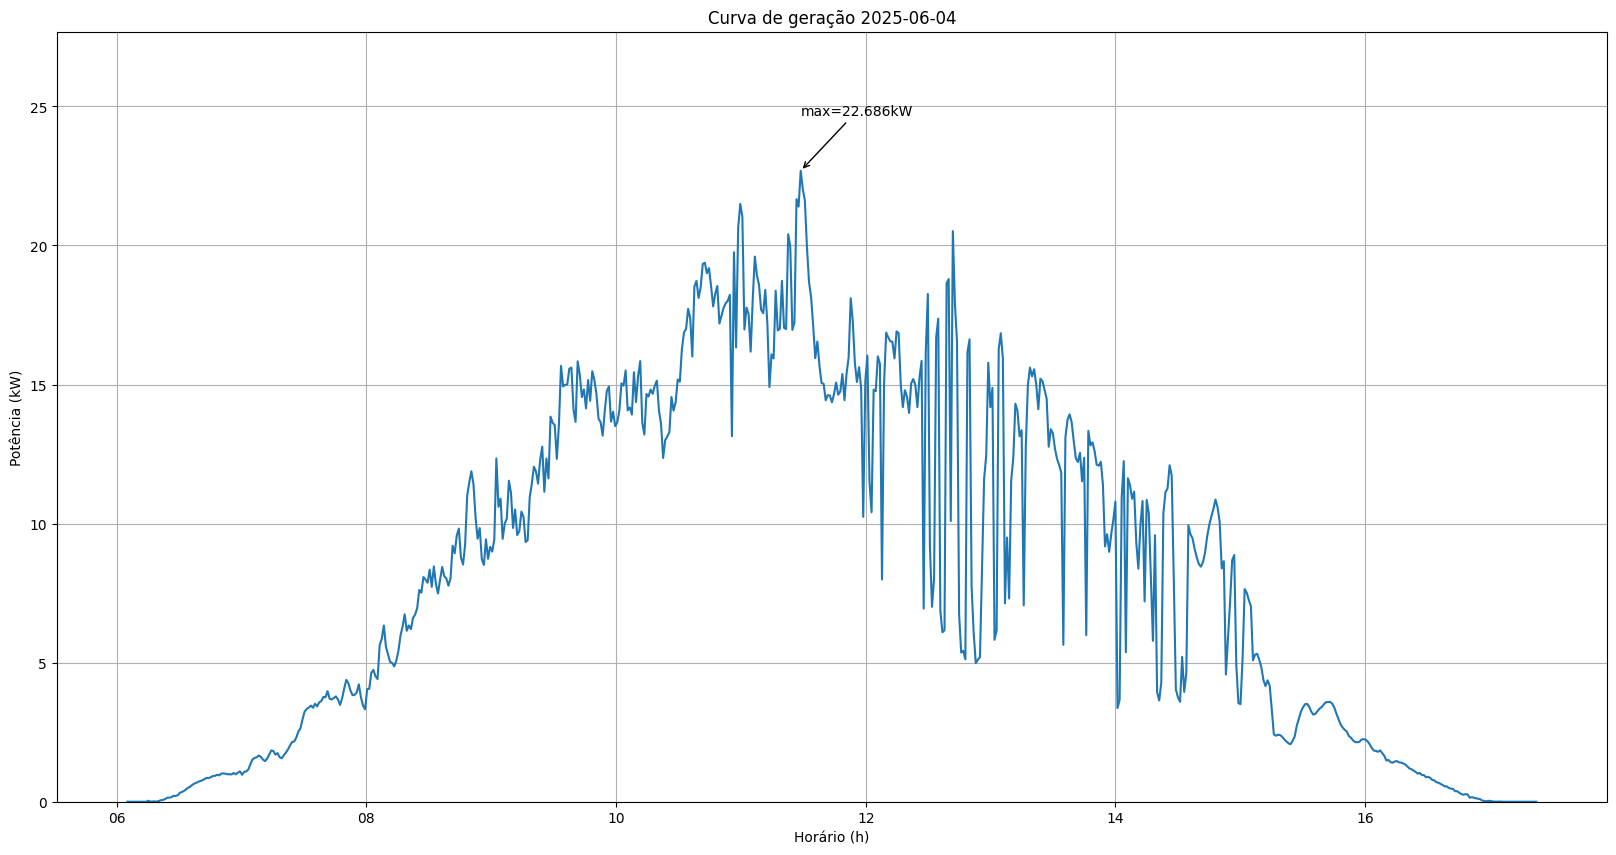 Curva de geração 2025-06-04
max=22.686kW
Potência (kW)
25
20
15
10
5
0
06 08 10 12 14 16
Horário (h)